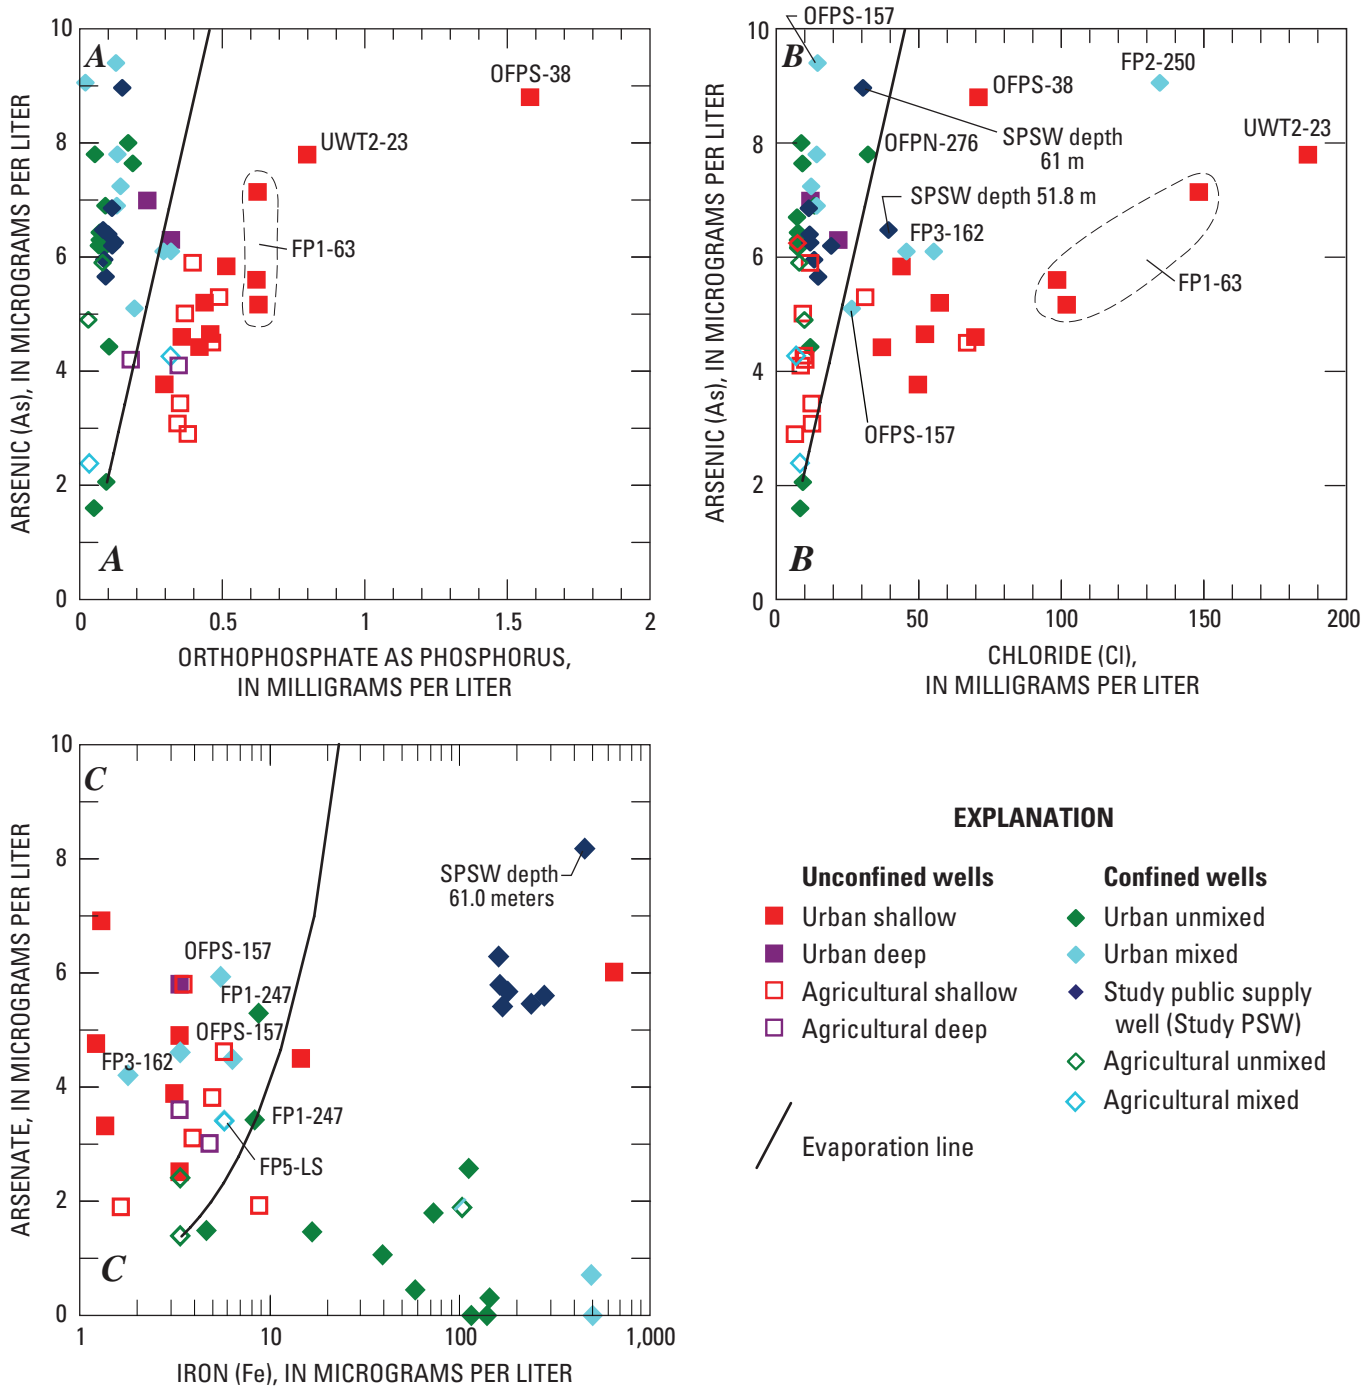 10
8
6
4
2
0
A
A
OFPS-38
UWT2-23
FP1-63
ARSENIC (As), IN MICROGRAMS PER LITER
0
0.5
1
1.5
2
ORTHOPHOSPHATE AS PHOSPHORUS,
IN MILLIGRAMS PER LITER
10
8
6
4
2
0
B
B
OFPS-157
FP2-250
OFPS-38
SPSW depth
61 m
UWT2-23
OFPN-276
SPSW depth 51.8 m
FP3-162
FP1-63
OFPS-157
ARSENIC (As), IN MICROGRAMS PER LITER
0
50
100
150
200
CHLORIDE (Cl),
IN MILLIGRAMS PER LITER
10
8
6
4
2
0
C
C
SPSW depth
61.0 meters
OFPS-157
FP1-247
OFPS-157
FP3-162
FP1-247
FP5-LS
ARSENATE, IN MICROGRAMS PER LITER
1
10
100
1,000
IRON (Fe), IN MICROGRAMS PER LITER
EXPLANATION
Unconfined wells
Urban shallow
Urban deep
Agricultural shallow
Agricultural deep
Evaporation line
Confined wells
Urban unmixed
Urban mixed
Study public supply
well (Study PSW)
Agricultural unmixed
Agricultural mixed